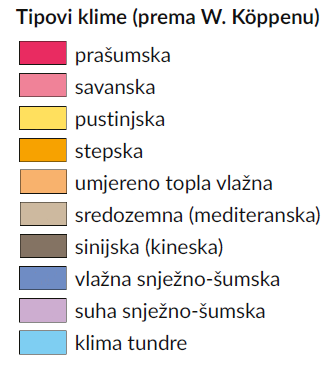 Tipovi klime (prema W. Köppenu)
prašumska
savanska
pustinjska
stepska
umjereno topla vlažna
sredozemna (mediteranska)
sinijska (kineska)
vlažna snježno-šumska
suha snježno-šumska
klima tundre